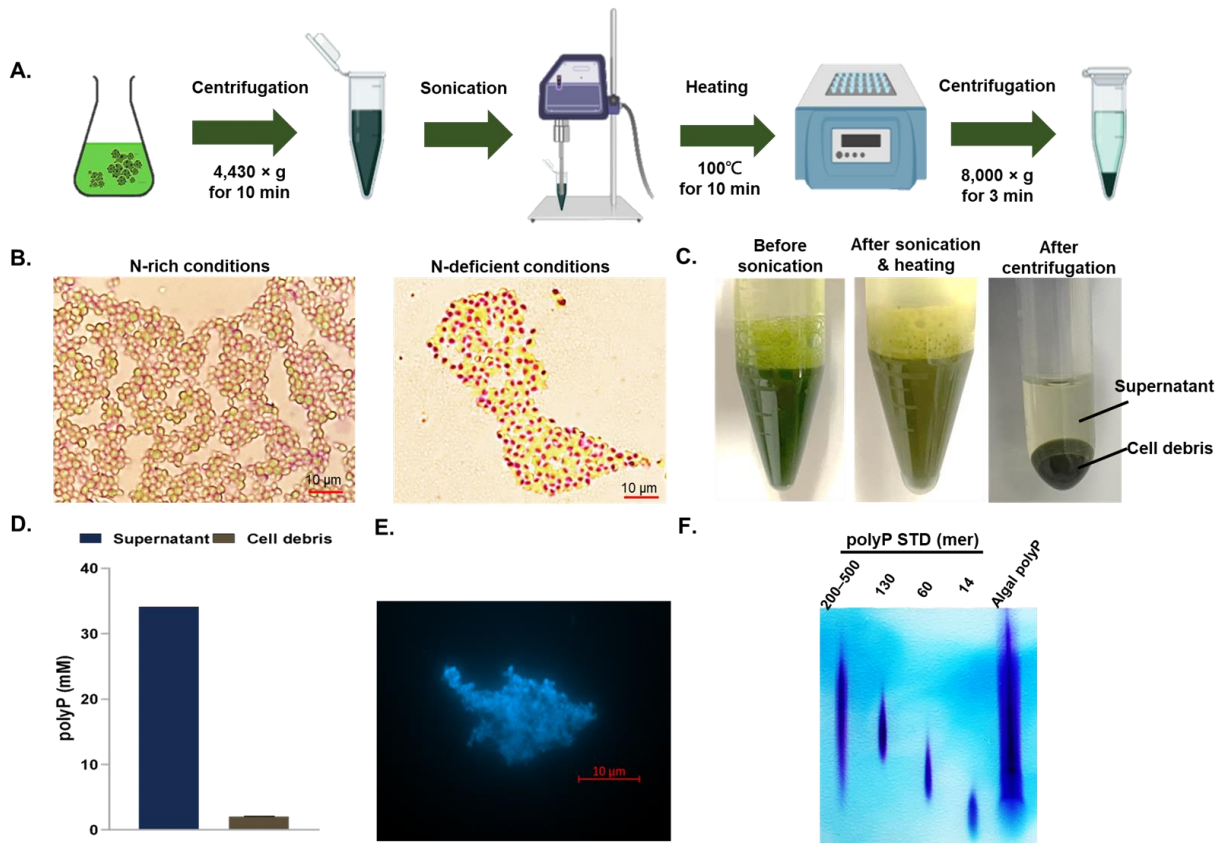 A.
Centrifugation
4,430 × g
for 10 min
Sonication
Heating
100℃
for 10 min
Centrifugation
8,000 × g
for 3 min
B.
N-rich conditions
10 µm
N-deficient conditions
10 µm
C.
Before
sonication
After sonication
& heating
After
centrifugation
Supernatant
Cell debris
D.
Supernatant
Cell debris
polyP (mM)
40
30
20
10
0
E.
10 µm
F.
polyP STD (mer)
200–500
130
60
14
Algal polyP